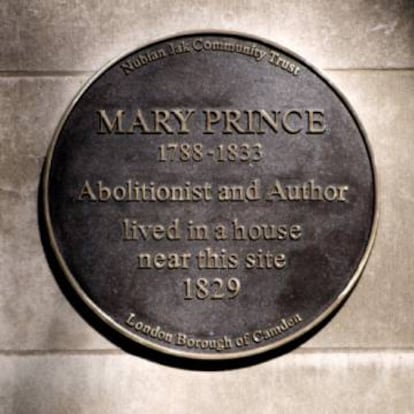 Nubian Jak Community Trust
MARY PRINCE
1788-1833
Abolitionist and Author
lived in a house
near this site
1829
London Borough of Camden